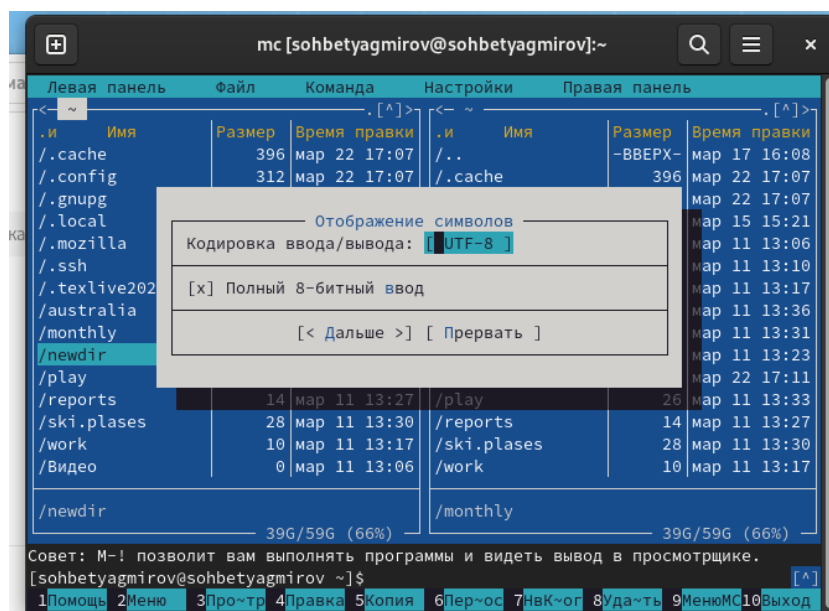 mc [sohbetyagmirov@sohbetyagmirov]:~
Левая панель Файл Команда Настройки Правая панель
<— ~ .[^]> <— ~ .[^]>
.и Имя Размер Время правки .и Имя Размер Время правки
/.cache 396 мар 22 17:07 /.. -ВВЕРХ- мар 17 16:08
/.config 312 мар 22 17:07 /.cache 396 мар 22 17:07
/.gnupg мар 22 17:07
/.local Отображение символов мар 15 15:21
/.mozilla Кодировка ввода/вывода: [ UTF-8 ] мар 11 13:06
/.ssh мар 11 13:10
/.texlive202 [x] Полный 8-битный ввод мар 11 13:17
/australia мар 11 13:36
/monthly [< Дальше >] [ Прервать ] мар 11 13:31
/newdir мар 11 13:23
/play мар 22 17:11
/reports 14 мар 11 13:27 /play 26 мар 11 13:33
/ski.plases 28 мар 11 13:30 /reports 14 мар 11 13:27
/work 10 мар 11 13:17 /ski.plases 28 мар 11 13:30
/Видео 0 мар 11 13:06 /work 10 мар 11 13:17
/newdir /monthly
39G/59G (66%) 39G/59G (66%)
Совет: M-! позволит вам выполнять программы и видеть вывод в просмотрщике.
[sohbetyagmirov@sohbetyagmirov ~]$ [^]
1Помощь 2Меню 3Про~тр 4Правка 5Копия 6Пер~ос 7НвК~ог 8Уда~ть 9МенюMC 10Выход